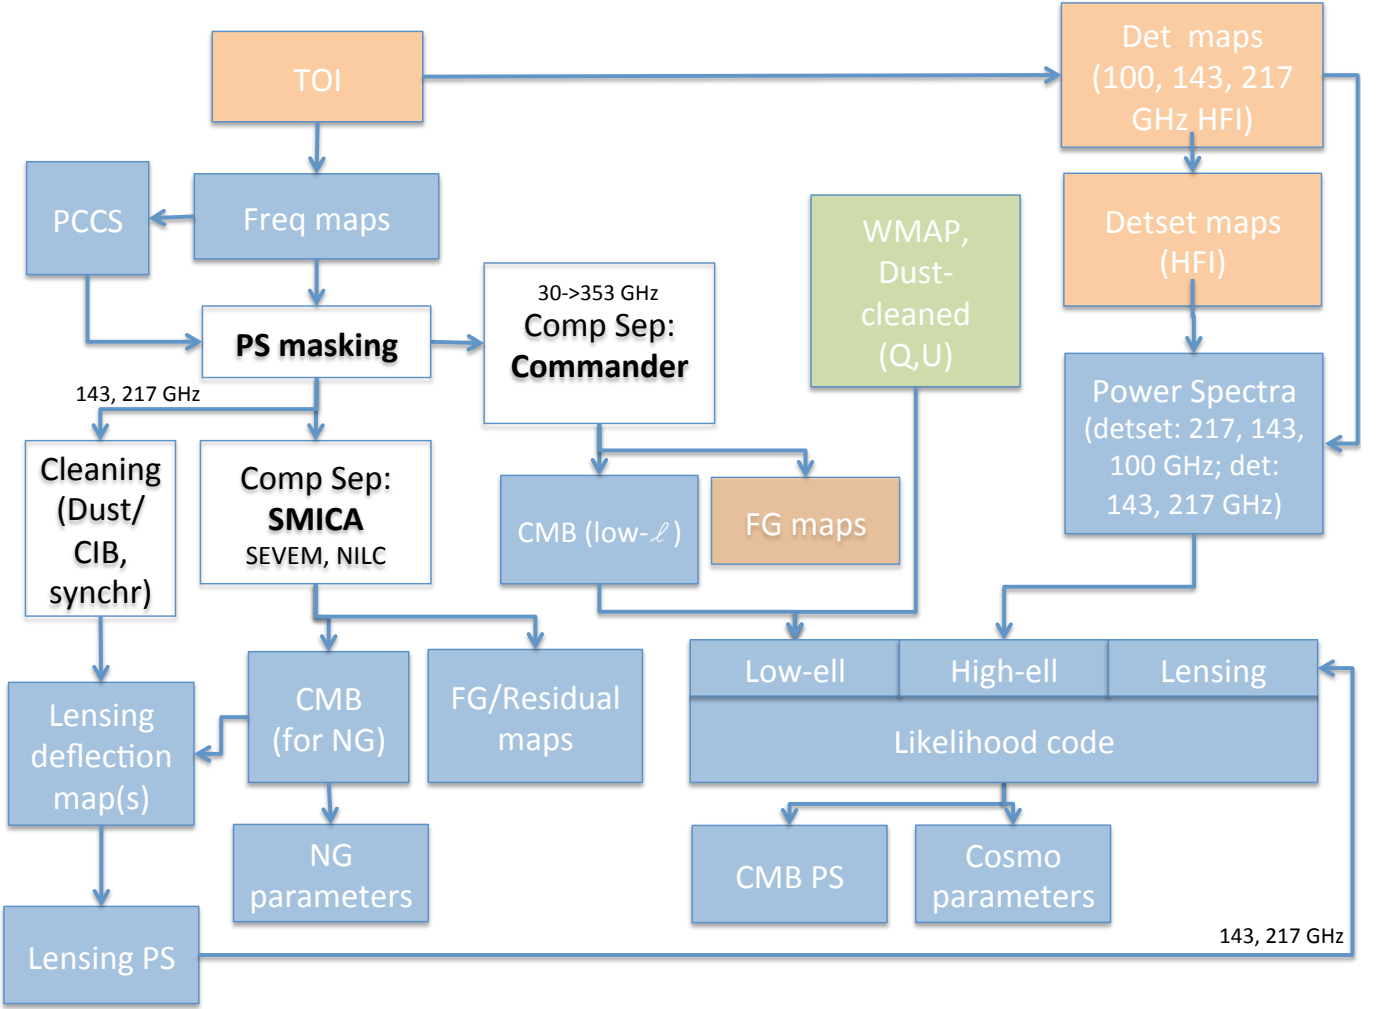 TOI
Det maps
(100, 143, 217
GHz HFI)
PCCS
Freq maps
WMAP,
Dust-
cleaned
(Q,U)
Detset maps
(HFI)
30->353 GHz
Comp Sep:
Commander
PS masking
143, 217 GHz
Power Spectra
(detset: 217, 143,
100 GHz; det:
143, 217 GHz)
Cleaning
(Dust/
CIB,
synchr)
Comp Sep:
SMICA
SEVEM, NILC
CMB (low-ℓ)
FG maps
Low-ell
High-ell
Lensing
Likelihood code
Lensing
deflection
map(s)
CMB
(for NG)
FG/Residual
maps
NG
parameters
CMB PS
Cosmo
parameters
Lensing PS
143, 217 GHz